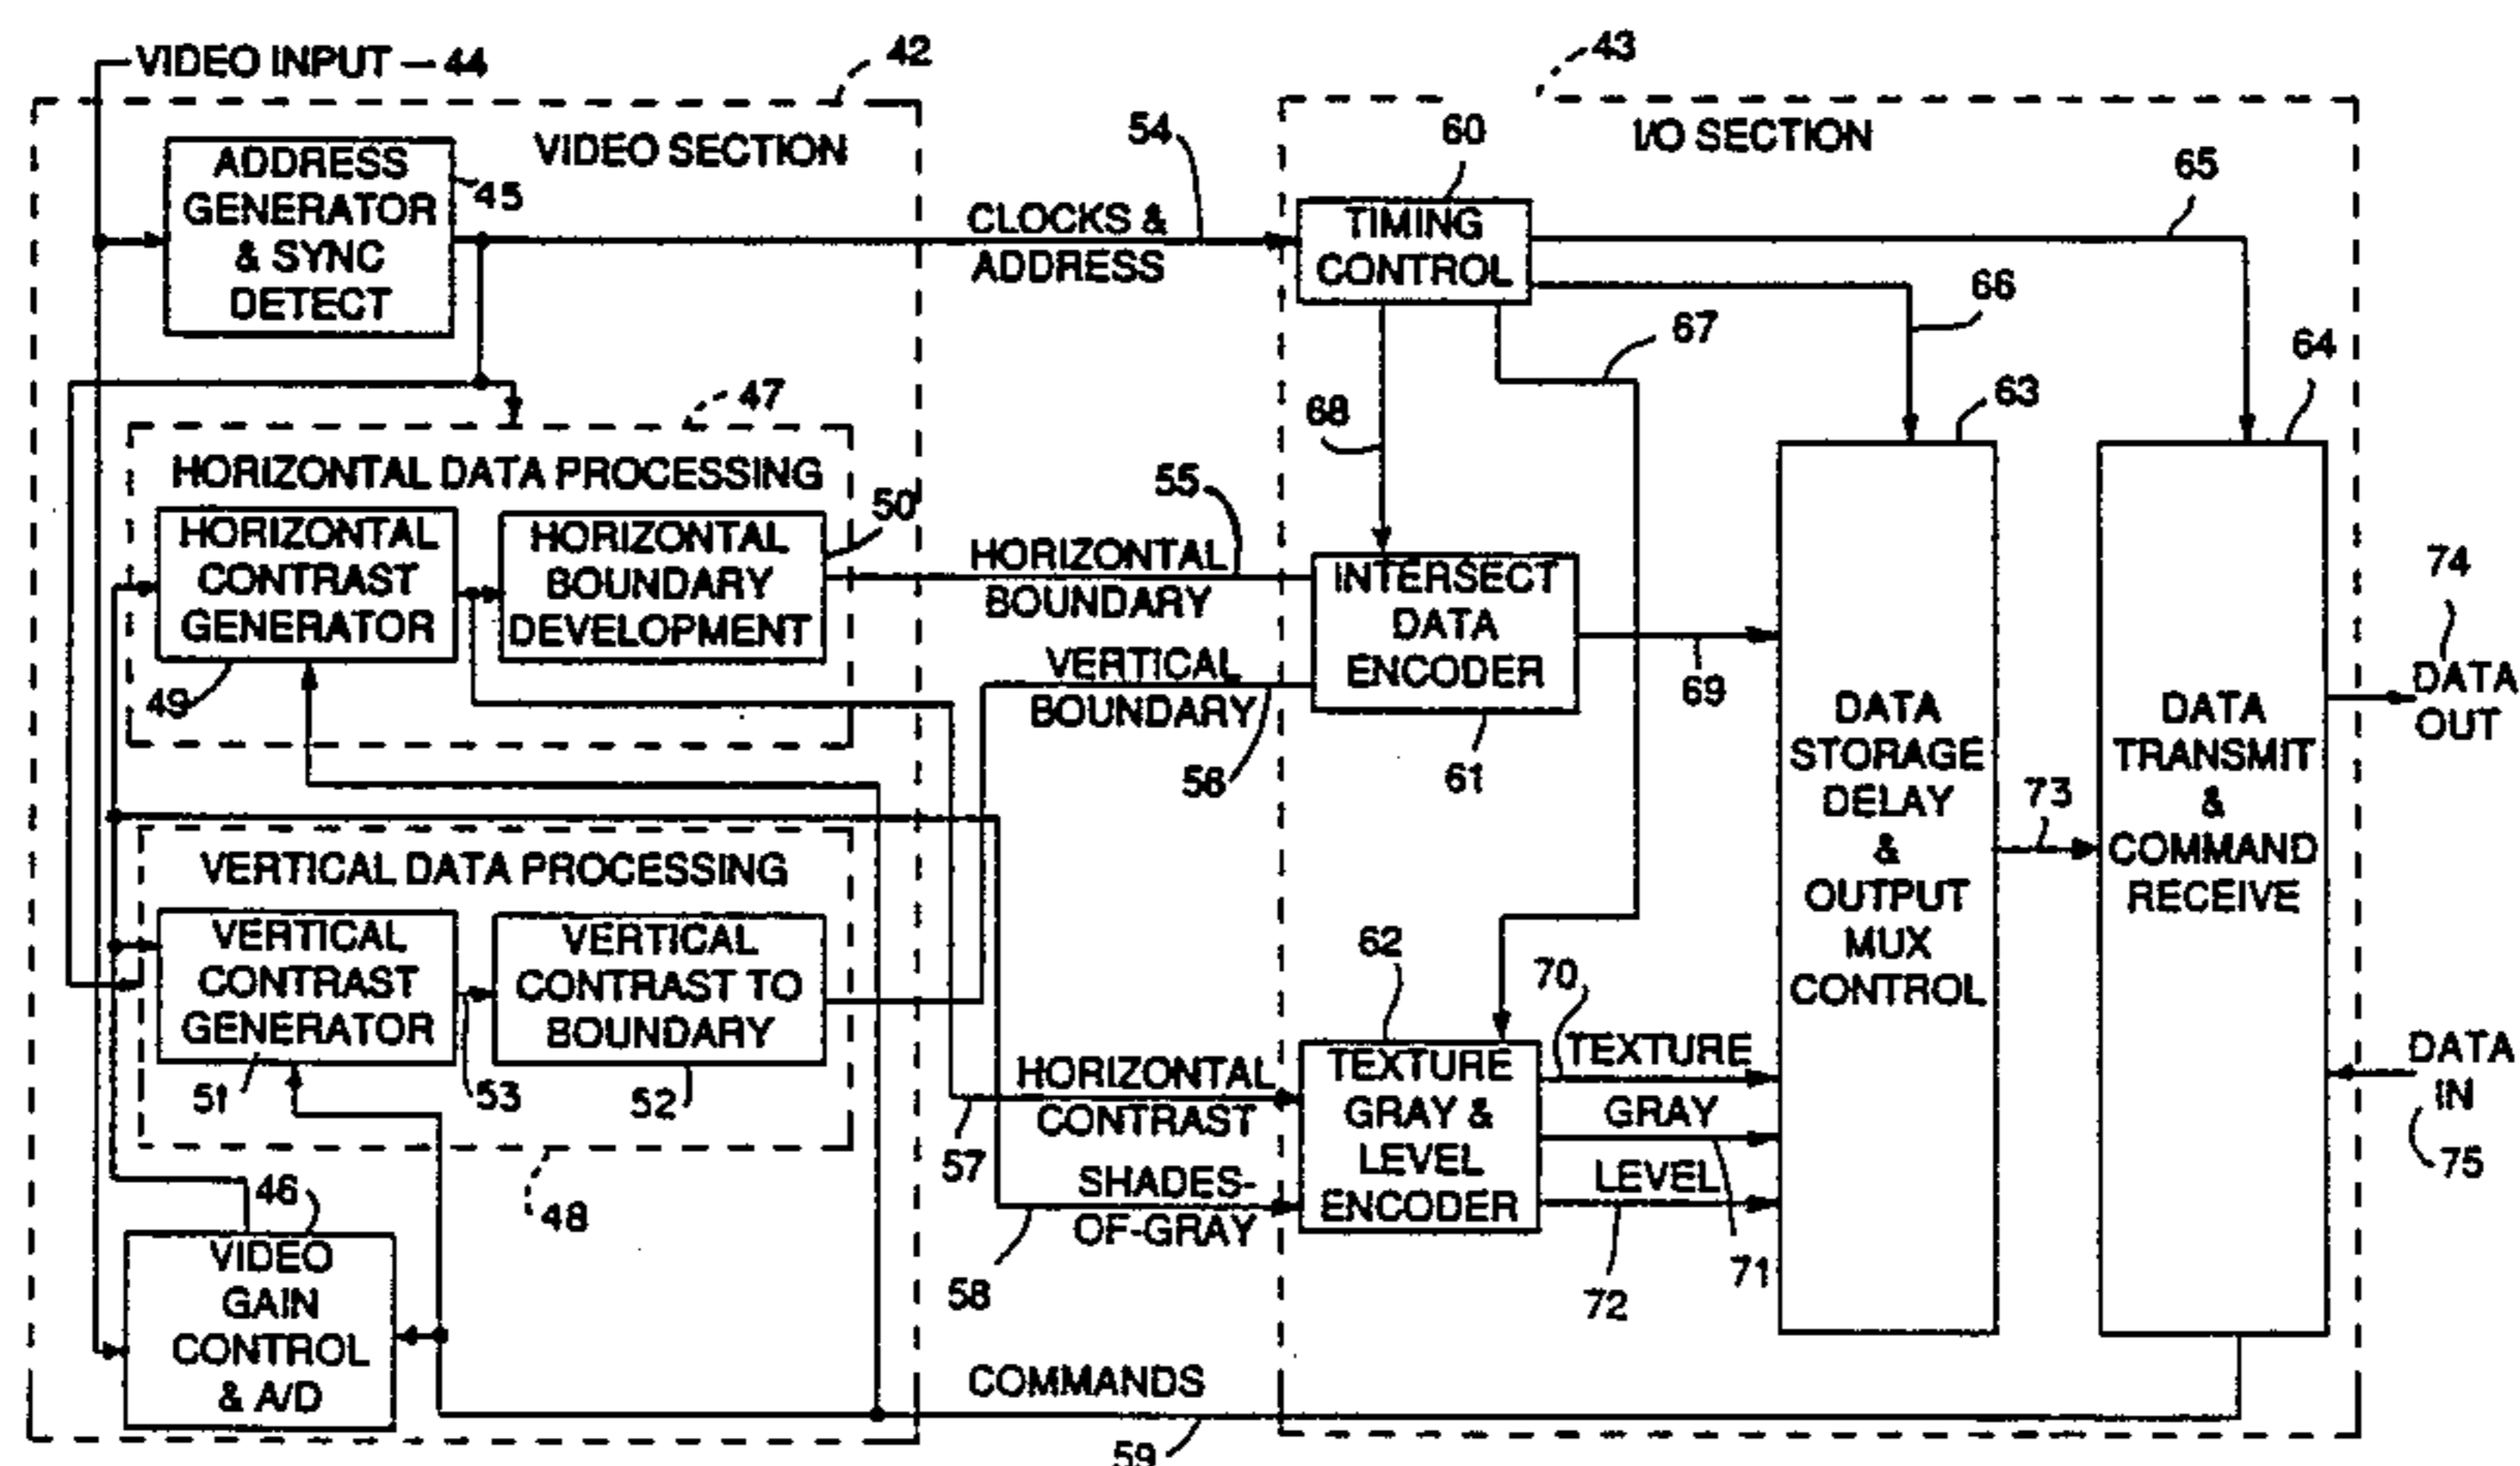 VIDEO INPUT — 44
42
43
VIDEO SECTION
I/O SECTION
ADDRESS
GENERATOR
& SYNC
DETECT
45
54
CLOCKS &
ADDRESS
60
TIMING
CONTROL
65
66
67
68
64
63
47
HORIZONTAL DATA PROCESSING
HORIZONTAL
CONTRAST
GENERATOR
49
HORIZONTAL
BOUNDARY
DEVELOPMENT
50
55
HORIZONTAL
BOUNDARY
VERTICAL
BOUNDARY
56
INTERSECT
DATA
ENCODER
61
69
DATA
STORAGE
DELAY
&
OUTPUT
MUX
CONTROL
73
DATA
TRANSMIT
&
COMMAND
RECEIVE
74
DATA
OUT
DATA
IN
75
VERTICAL DATA PROCESSING
VERTICAL
CONTRAST
GENERATOR
51
53
VERTICAL
CONTRAST TO
BOUNDARY
52
48
HORIZONTAL
CONTRAST
57
SHADES-
OF-GRAY
58
62
TEXTURE
GRAY &
LEVEL
ENCODER
70
TEXTURE
GRAY
71
LEVEL
72
46
VIDEO
GAIN
CONTROL
& A/D
COMMANDS
59